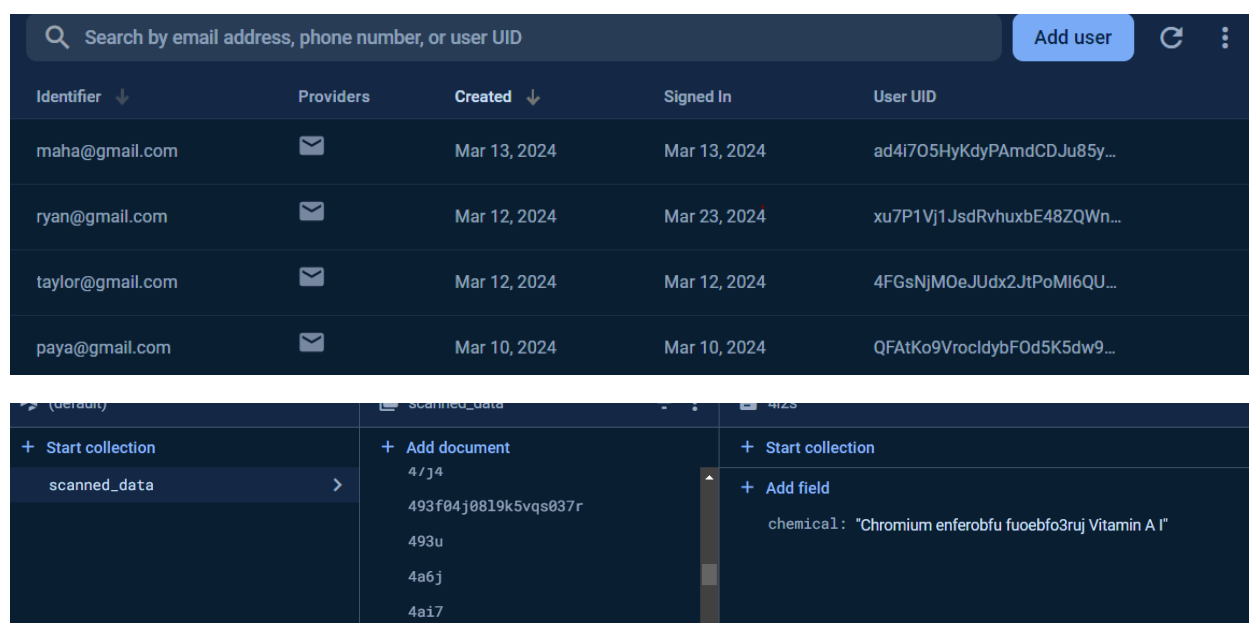 Search by email address, phone number, or user UID Add user
Identifier Providers Created Signed In User UID
maha@gmail.com Mar 13, 2024 Mar 13, 2024 ad4i7O5HyKdyPAmdCDJu85y…
ryan@gmail.com Mar 12, 2024 Mar 23, 2024 xu7P1Vj1JsdRvhuxbE48ZQWn…
taylor@gmail.com Mar 12, 2024 Mar 12, 2024 4FGsNjMOeJUdx2JtPoMl6QU…
paya@gmail.com Mar 10, 2024 Mar 10, 2024 QFAtKo9VrocldybFOd5K5dw9…
(default) scanned_data
+ Start collection + Add document + Start collection
scanned_data
+ Add field
493f04j08l9k5vqs037r
chemical: "Chromium enferobfu fuoebfo3ruj Vitamin A I"
493u
4a6j
4ai7